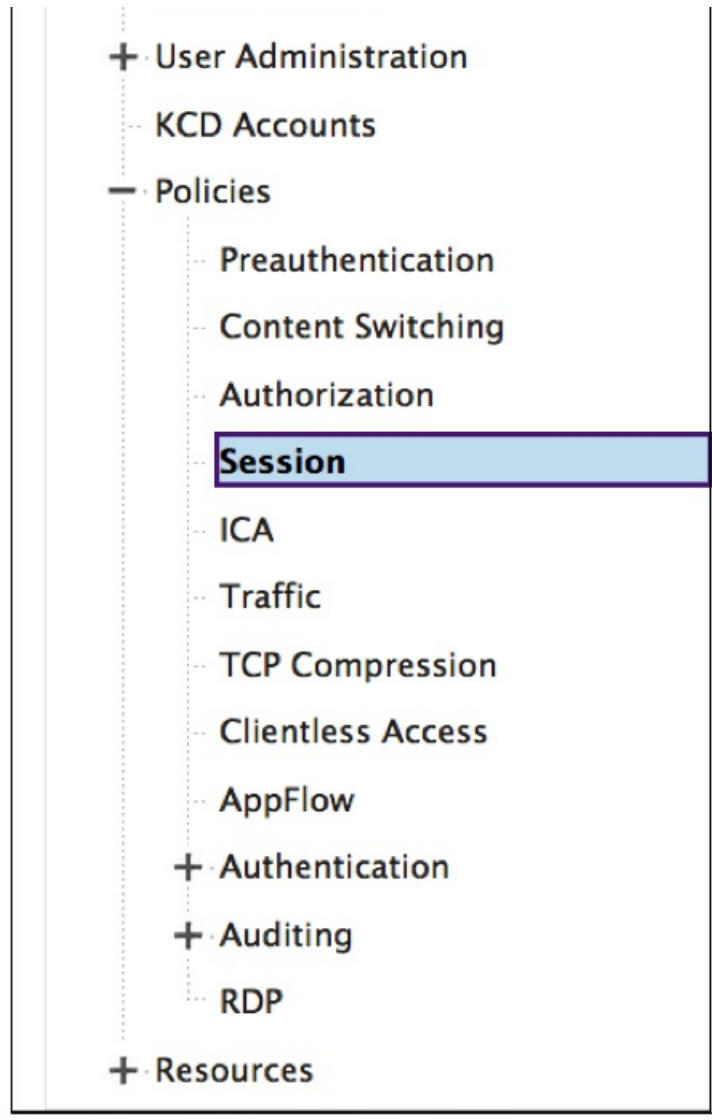 User Administration
KCD Accounts
Policies
Preauthentication
Content Switching
Authorization
Session
ICA
Traffic
TCP Compression
Clientless Access
AppFlow
Authentication
Auditing
RDP
Resources